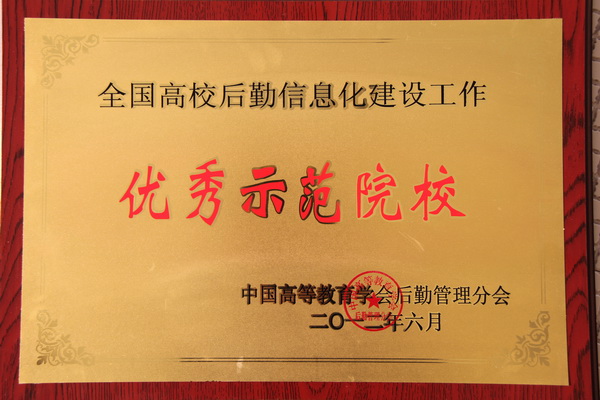 全国高校后勤信息化建设工作
优秀示范院校
中国高等教育学会后勤管理分会
二〇一二年六月